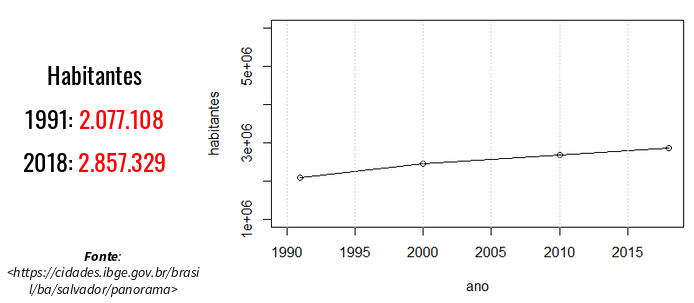 Habitantes
1991: 2.077.108
2018: 2.857.329
Fonte:
<https://cidades.ibge.gov.br/brasi
l/ba/salvador/panorama>
habitantes
5e+06
3e+06
1e+06
1990 1995 2000 2005 2010 2015
ano